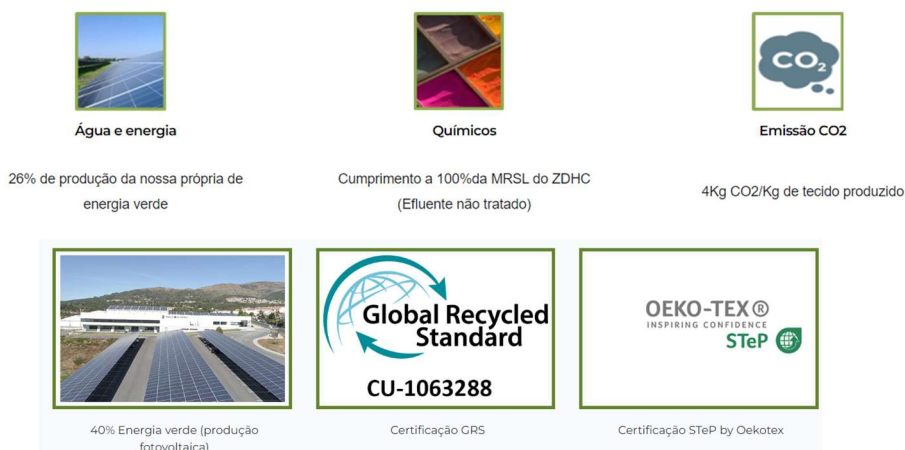 CO2
Água e energia
Químicos
Emissão CO2
26% de produção da nossa própria de
energia verde
Cumprimento a 100%da MRSL do ZDHC
(Efluente não tratado)
4Kg CO2/Kg de tecido produzido
Global Recycled
Standard
CU-1063288
OEKO-TEX®
INSPIRING CONFIDENCE
STeP
40% Energia verde (produção
fotovoltaica)
Certificação GRS
Certificação STeP by Oekotex